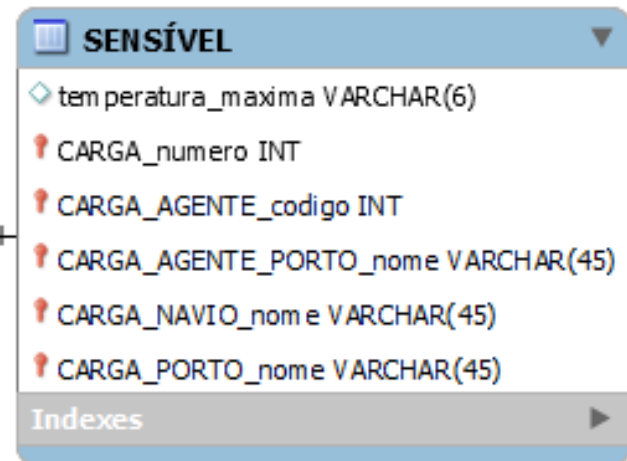 SENSÍVEL
temperatura_maxima VARCHAR(6)
CARGA_numero INT
CARGA_AGENTE_codigo INT
CARGA_AGENTE_PORTO_nome VARCHAR(45)
CARGA_NAVIO_nome VARCHAR(45)
CARGA_PORTO_nome VARCHAR(45)
Indexes